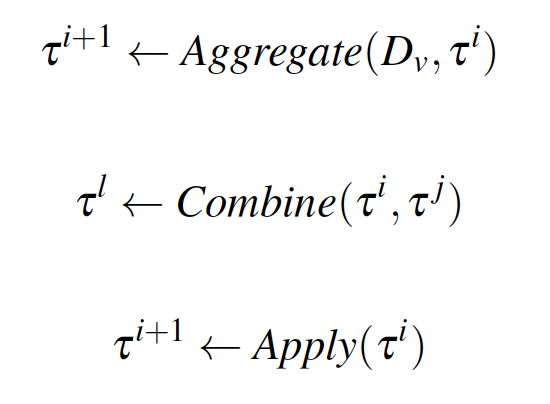 τ^{i+1} ← Aggregate(D_v, τ^i)
τ^l ← Combine(τ^i, τ^j)
τ^{i+1} ← Apply(τ^i)